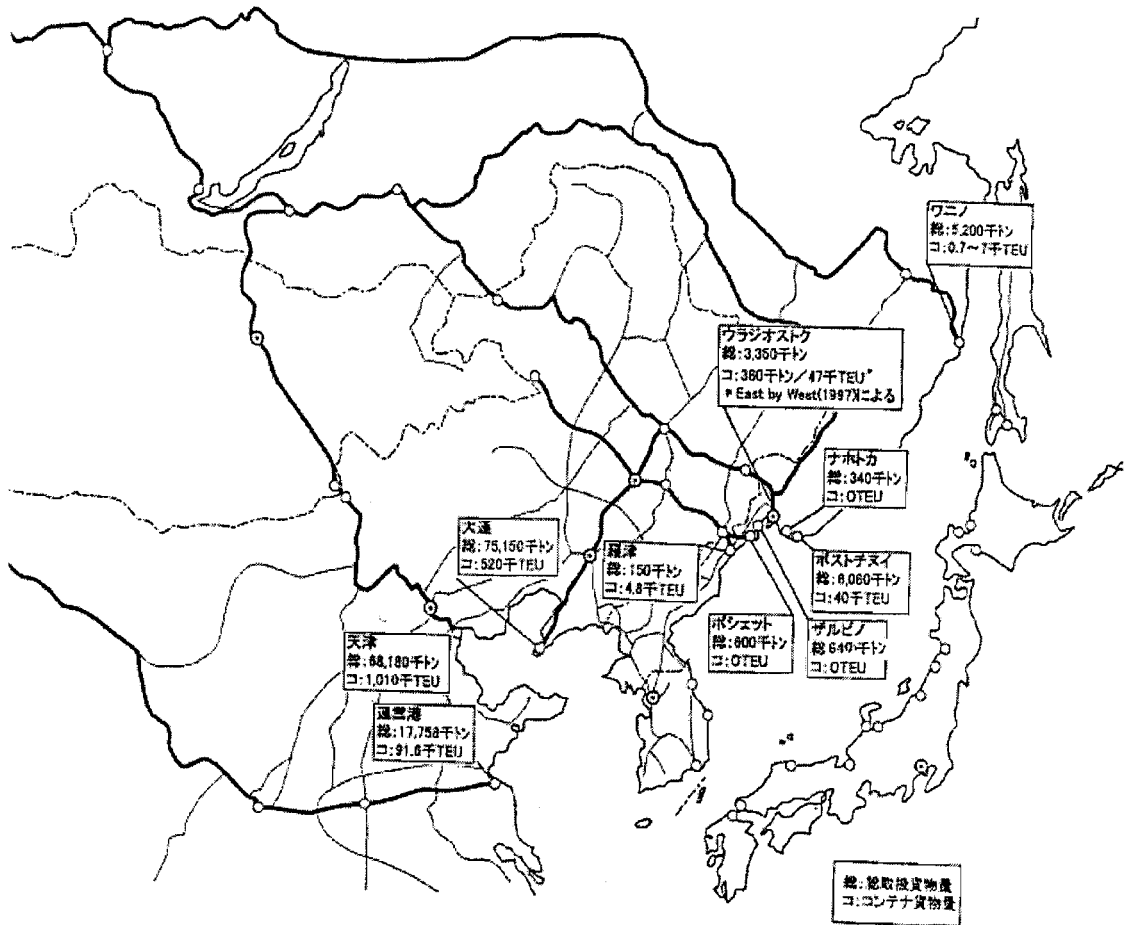 ワニノ
総:5,200千トン
コ:0.7～7千TEU
ウラジオストク
総:3,350千トン
コ:360千トン／47千TEU*
* East by West(1997)による
ナホトカ
総:340千トン
コ:0TEU
大連
総:75,150千トン
コ:520千TEU
羅津
総:150千トン
コ:4.8千TEU
ボストチヌイ
総:6,060千トン
コ:40千TEU
ポシェット
総:600千トン
コ:0TEU
ザルビノ
総:640千トン
コ:0TEU
天津
総:68,180千トン
コ:1,010千TEU
連雲港
総:17,758千トン
コ:91.6千TEU
総:総取扱貨物量
コ:コンテナ貨物量